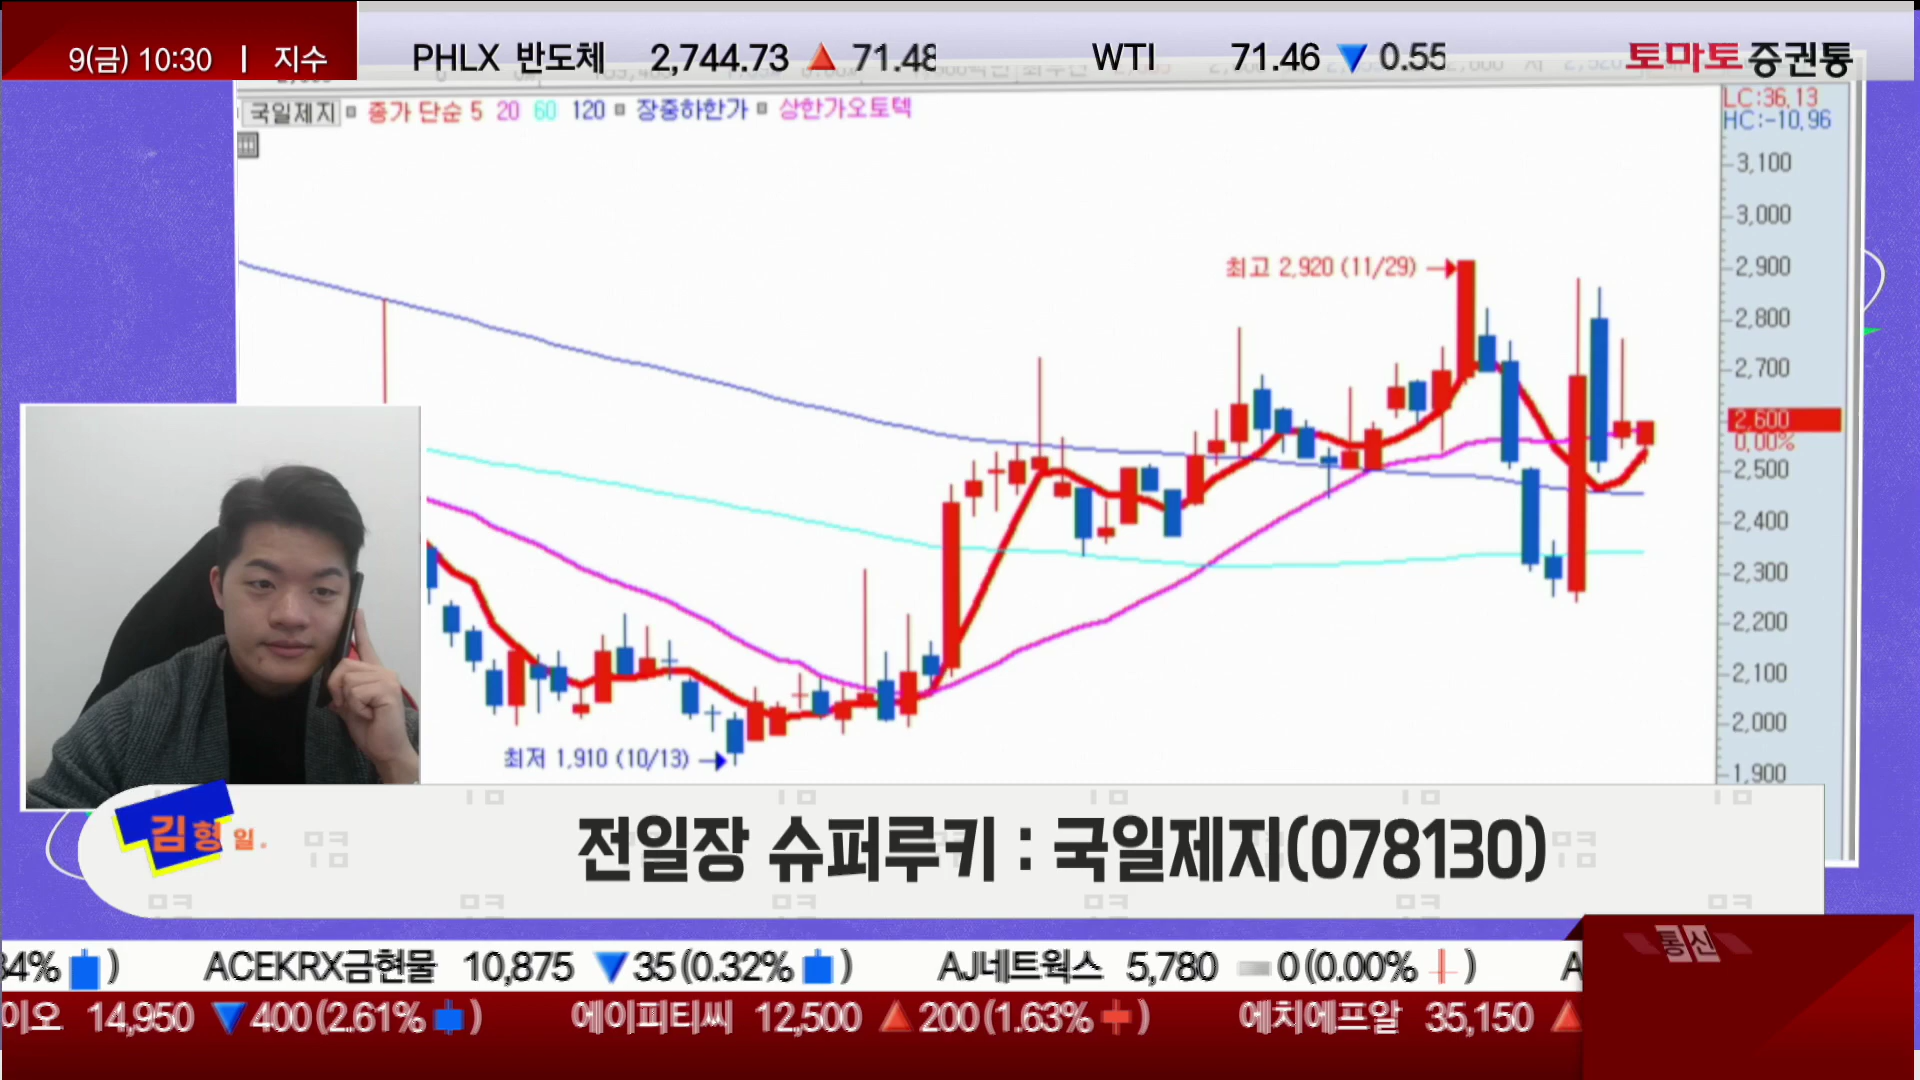 9(금) 10:30 | 지수
PHLX 반도체 2,744.73 ▲ 71.48
WTI 71.46 ▼ 0.55
토마토증권통
국일제지 종가 단순 5 20 60 120 장중하한가 상한가오토텍
LC:36,13
HC:-10,96
3,100
3,000
2,900
2,800
2,700
2,600
0,00%
2,500
2,400
2,300
2,200
2,100
2,000
1,900
최고 2,920 (11/29)
최저 1,910 (10/13)
김형일.
전일장 슈퍼루키 : 국일제지(078130)
34% ) ACEKRX금현물 10,875 ▼35(0.32% ) AJ네트웍스 5,780 0(0.00% ) A
통신
이오 14,950 ▼400(2.61% ) 에이피티씨 12,500 ▲200(1.63% ) 에치에프알 35,150 ▲